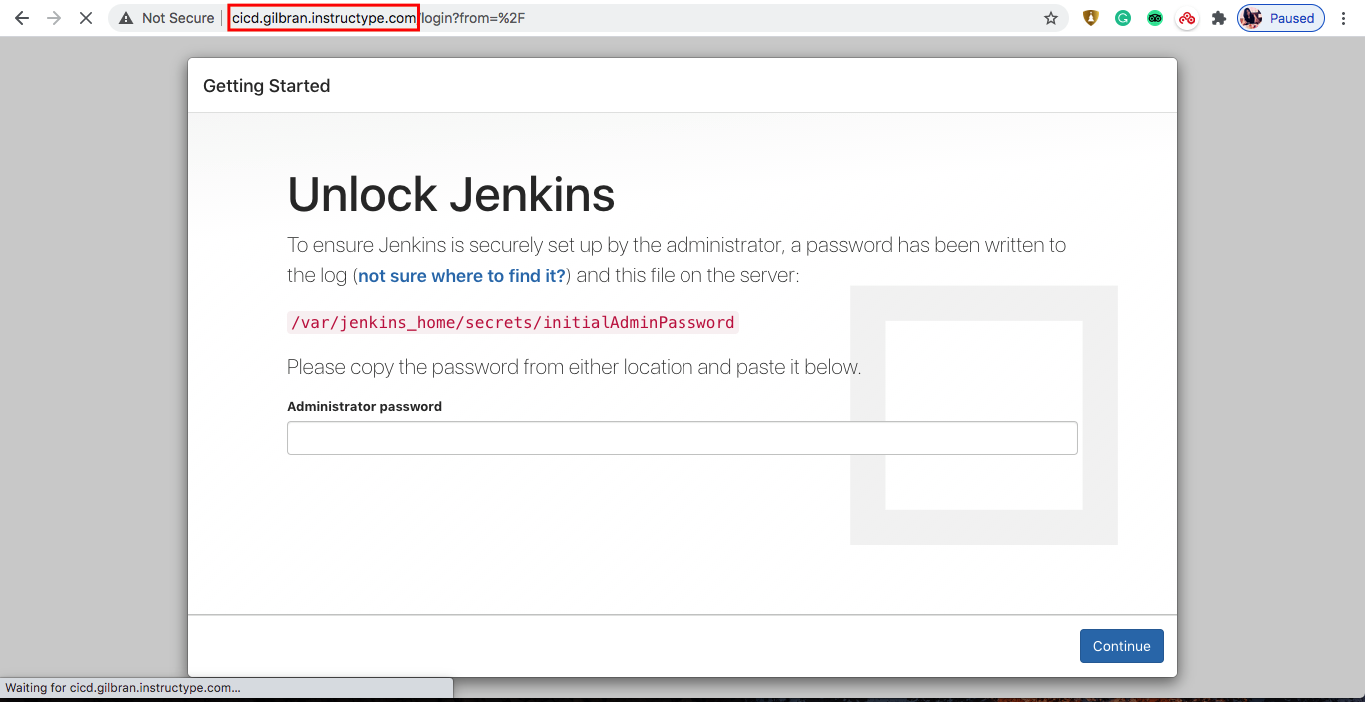 Not Secure
cicd.gilbran.instructype.com/login?from=%2F
Paused
Getting Started
Unlock Jenkins
To ensure Jenkins is securely set up by the administrator, a password has been written to
the log (not sure where to find it?) and this file on the server:
/var/jenkins_home/secrets/initialAdminPassword
Please copy the password from either location and paste it below.
Administrator password
Continue
Waiting for cicd.gilbran.instructype.com...